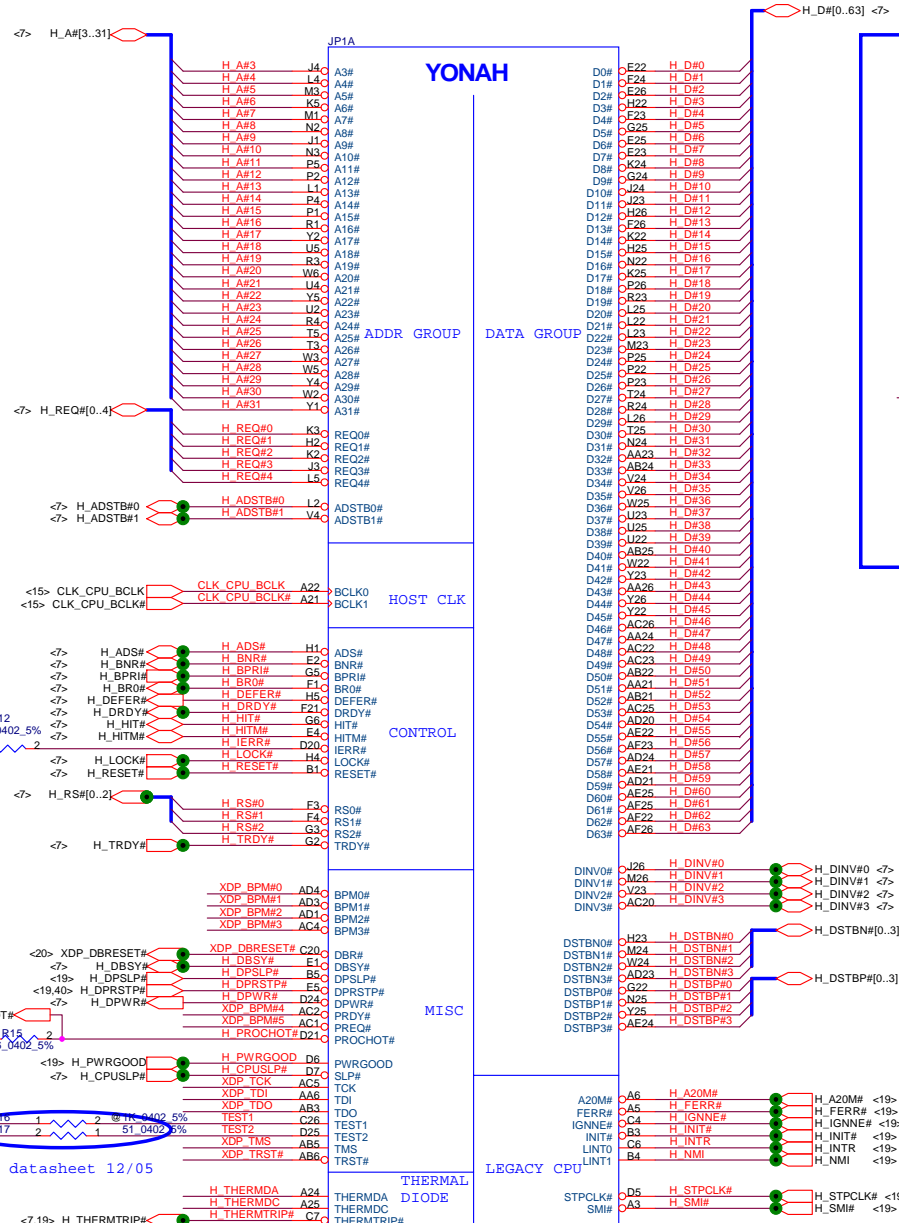 <7> H_A#[3..31]
H_D#[0..63] <7>
JP1A
YONAH
H_A#3 J4 A3# D0# E22 H_D#0
H_A#4 L4 A4# D1# F24 H_D#1
H_A#5 M3 A5# D2# E26 H_D#2
H_A#6 K5 A6# D3# H22 H_D#3
H_A#7 M1 A7# D4# F23 H_D#4
H_A#8 N2 A8# D5# G25 H_D#5
H_A#9 J1 A9# D6# E25 H_D#6
H_A#10 N3 A10# D7# E23 H_D#7
H_A#11 P5 A11# D8# K24 H_D#8
H_A#12 P2 A12# D9# G24 H_D#9
H_A#13 L1 A13# D10# J24 H_D#10
H_A#14 P4 A14# D11# J23 H_D#11
H_A#15 P1 A15# D12# H26 H_D#12
H_A#16 R1 A16# D13# F26 H_D#13
H_A#17 Y2 A17# D14# K22 H_D#14
H_A#18 U5 A18# D15# H25 H_D#15
H_A#19 R3 A19# D16# N22 H_D#16
H_A#20 W6 A20# D17# K25 H_D#17
H_A#21 U4 A21# D18# P26 H_D#18
H_A#22 Y5 A22# D19# R23 H_D#19
H_A#23 U2 A23# D20# L25 H_D#20
H_A#24 R4 A24# D21# L22 H_D#21
H_A#25 T5 A25# ADDR GROUP DATA GROUP D22# L23 H_D#22
H_A#26 T3 A26# D23# M23 H_D#23
H_A#27 W3 A27# D24# P25 H_D#24
H_A#28 W5 A28# D25# P22 H_D#25
H_A#29 Y4 A29# D26# P23 H_D#26
H_A#30 W2 A30# D27# T24 H_D#27
H_A#31 Y1 A31# D28# R24 H_D#28
<7> H_REQ#[0..4]
D29# L26 H_D#29
H_REQ#0 K3 REQ0# D30# T25 H_D#30
H_REQ#1 H2 REQ1# D31# N24 H_D#31
H_REQ#2 K2 REQ2# D32# AA23 H_D#32
H_REQ#3 J3 REQ3# D33# AB24 H_D#33
H_REQ#4 L5 REQ4# D34# V24 H_D#34
D35# V26 H_D#35
<7> H_ADSTB#0 H_ADSTB#0 L2 ADSTB0# D36# W25 H_D#36
<7> H_ADSTB#1 H_ADSTB#1 V4 ADSTB1# D37# U23 H_D#37
D38# U25 H_D#38
D39# U22 H_D#39
D40# AB25 H_D#40
D41# W22 H_D#41
D42# Y23 H_D#42
<15> CLK_CPU_BCLK CLK_CPU_BCLK A22 BCLK0 HOST CLK D43# AA26 H_D#43
<15> CLK_CPU_BCLK# CLK_CPU_BCLK# A21 BCLK1 D44# Y26 H_D#44
D45# Y22 H_D#45
D46# AC26 H_D#46
D47# AA24 H_D#47
<7> H_ADS# H_ADS# H1 ADS# D48# AC22 H_D#48
<7> H_BNR# H_BNR# E2 BNR# D49# AC23 H_D#49
<7> H_BPRI# H_BPRI# G5 BPRI# D50# AB22 H_D#50
<7> H_BR0# H_BR0# F1 BR0# D51# AA21 H_D#51
<7> H_DEFER# H_DEFER# H5 DEFER# D52# AB21 H_D#52
<7> H_DRDY# H_DRDY# F21 DRDY# D53# AC25 H_D#53
<7> H_HIT# H_HIT# G6 HIT# D54# AD20 H_D#54
<7> H_HITM# H_HITM# E4 HITM# CONTROL D55# AE22 H_D#55
12
0402_5%
2 H_IERR# D20 IERR# D56# AF23 H_D#56
<7> H_LOCK# H_LOCK# H4 LOCK# D57# AD24 H_D#57
<7> H_RESET# H_RESET# B1 RESET# D58# AE21 H_D#58
D59# AD21 H_D#59
<7> H_RS#[0..2]
D60# AE25 H_D#60
H_RS#0 F3 RS0# D61# AF25 H_D#61
H_RS#1 F4 RS1# D62# AF22 H_D#62
H_RS#2 G3 RS2# D63# AF26 H_D#63
<7> H_TRDY# H_TRDY# G2 TRDY#
DINV0# J26 H_DINV#0 H_DINV#0 <7>
XDP_BPM#0 AD4 BPM0# DINV1# M26 H_DINV#1 H_DINV#1 <7>
XDP_BPM#1 AD3 BPM1# DINV2# V23 H_DINV#2 H_DINV#2 <7>
XDP_BPM#2 AD1 BPM2# DINV3# AC20 H_DINV#3 H_DINV#3 <7>
XDP_BPM#3 AC4 BPM3#
H_DSTBN#[0..3]
<20> XDP_DBRESET# XDP_DBRESET# C20 DBR# DSTBN0# H23 H_DSTBN#0
<7> H_DBSY# H_DBSY# E1 DBSY# DSTBN1# M24 H_DSTBN#1
<19> H_DPSLP# H_DPSLP# B5 DPSLP# DSTBN2# W24 H_DSTBN#2
<19,40> H_DPRSTP# H_DPRSTP# E5 DPRSTP# DSTBN3# AD23 H_DSTBN#3
H_DSTBP#[0..3]
<7> H_DPWR# H_DPWR# D24 DPWR# DSTBP0# G22 H_DSTBP#0
XDP_BPM#4 AC2 PRDY# MISC DSTBP1# N25 H_DSTBP#1
XDP_BPM#5 AC1 PREQ# DSTBP2# Y25 H_DSTBP#2
OT# R15 2 H_PROCHOT# D21 PROCHOT# DSTBP3# AE24 H_DSTBP#3
_0402_5%
<19> H_PWRGOOD H_PWRGOOD D6 PWRGOOD
<7> H_CPUSLP# H_CPUSLP# D7 SLP#
XDP_TCK AC5 TCK
XDP_TDI AA6 TDI A20M# A6 H_A20M# H_A20M# <19>
XDP_TDO AB3 TDO FERR# A5 H_FERR# H_FERR# <19>
16 1 2 @ 1K_0402_5% TEST1 C26 TEST1 IGNNE# C4 H_IGNNE# H_IGNNE# <19>
17 2 1 51_0402_5% TEST2 D25 TEST2 INIT# B3 H_INIT# H_INIT# <19>
XDP_TMS AB5 TMS LINT0 C6 H_INTR H_INTR <19>
XDP_TRST# AB6 TRST# LEGACY CPU LINT1 B4 H_NMI H_NMI <19>
datasheet 12/05
THERMAL
DIODE
H_THERMDA A24 THERMDA STPCLK# D5 H_STPCLK# H_STPCLK# <19
H_THERMDC A25 THERMDC SMI# A3 H_SMI# H_SMI# <19>
<7,19> H_THERMTRIP# H_THERMTRIP# C7 THERMTRIP#